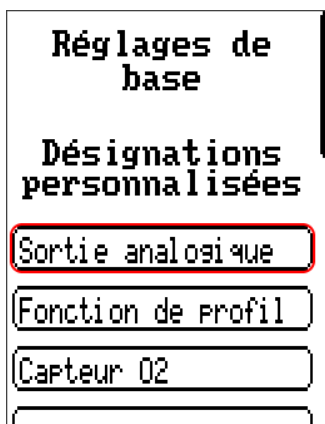 Réglages de
base
Désignations
personnalisées
Sortie analogique
Fonction de profil
Capteur O2